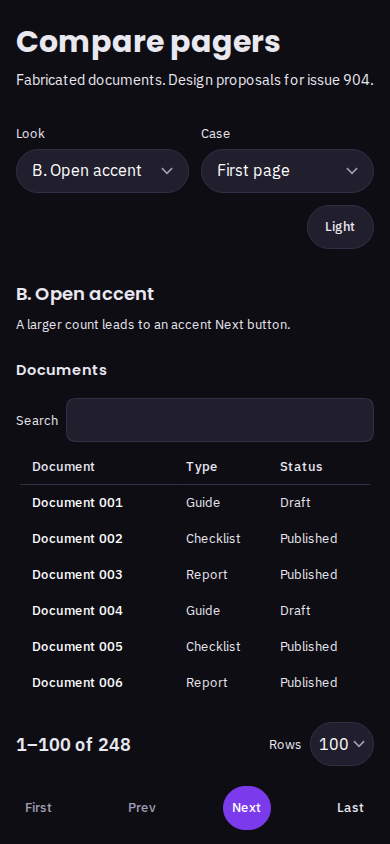 Compare pagers
Fabricated documents. Design proposals for issue 904.
Look Case
B. Open accent First page
Light
B. Open accent
A larger count leads to an accent Next button.
Documents
Search
Document Type Status
Document 001 Guide Draft
Document 002 Checklist Published
Document 003 Report Published
Document 004 Guide Draft
Document 005 Checklist Published
Document 006 Report Published
1–100 of 248 Rows 100
First Prev Next Last